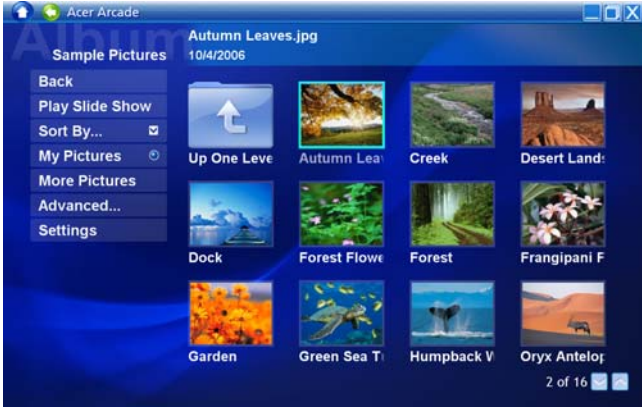 Acer Arcade
Album
Autumn Leaves.jpg
Sample Pictures
10/4/2006
Back
Play Slide Show
Sort By...
My Pictures
More Pictures
Advanced...
Settings
Up One Leve
Autumn Lea
Creek
Desert Land
Dock
Forest Flowe
Forest
Frangipani F
Garden
Green Sea T
Humpback W
Oryx Antelop
2 of 16